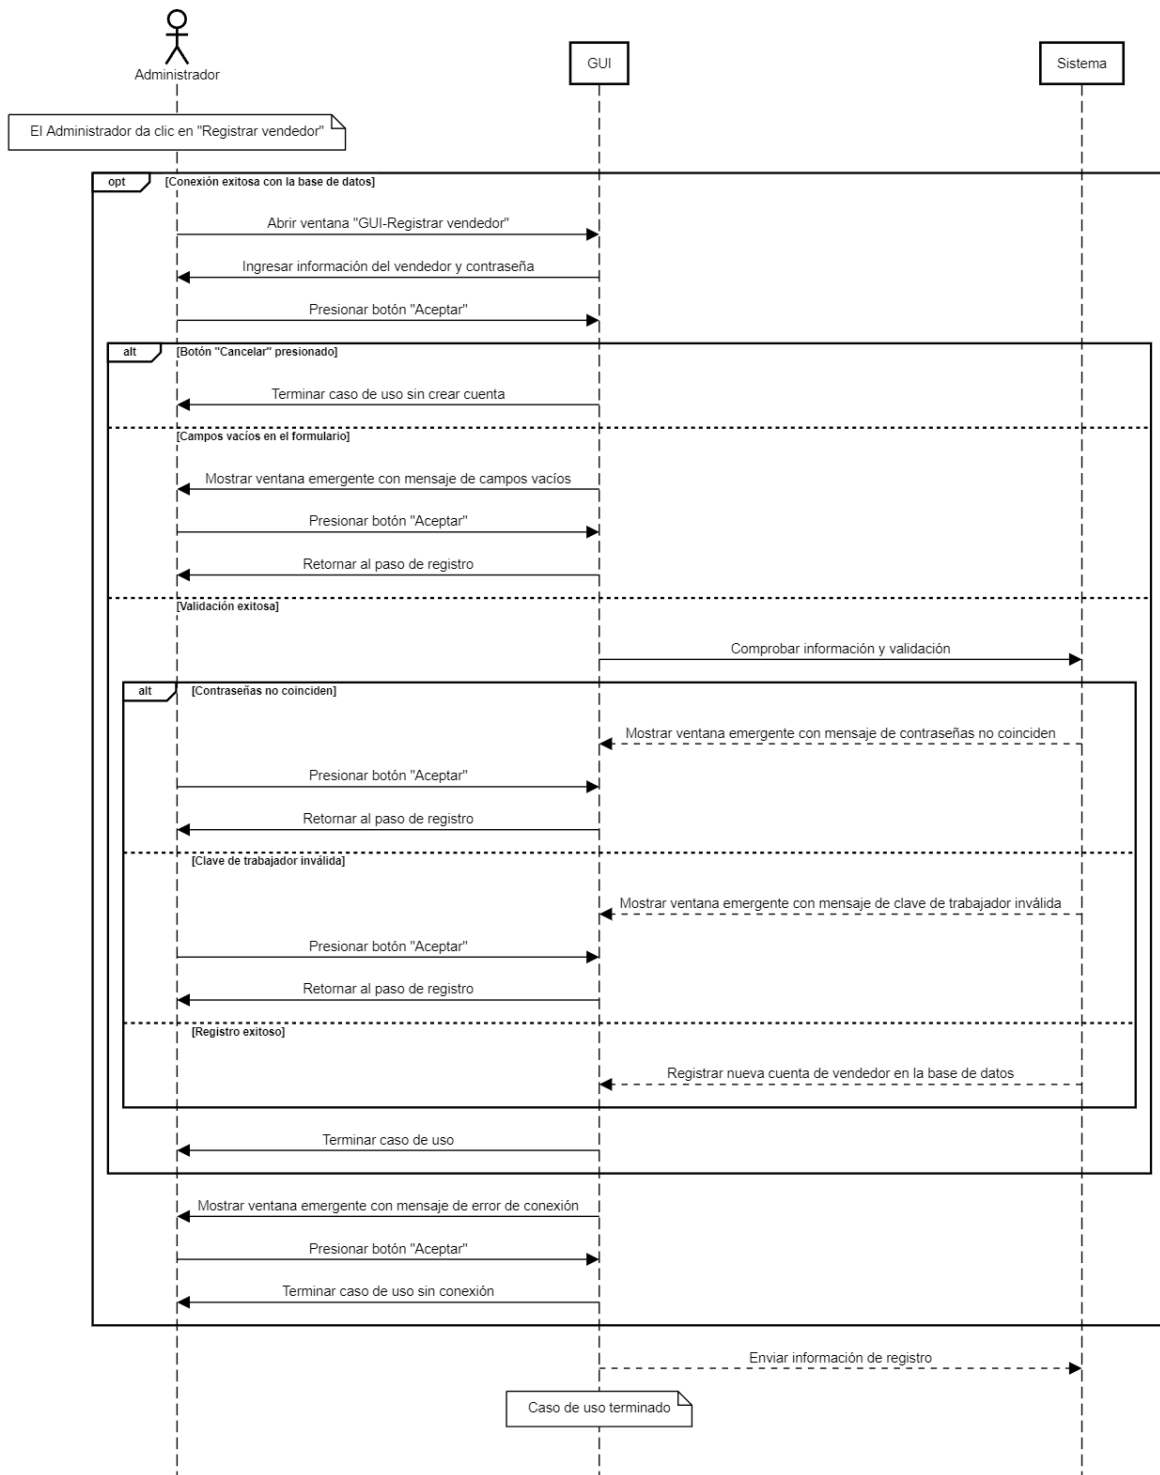 Administrador
GUI
Sistema
El Administrador da clic en "Registrar vendedor"
opt
[Conexión exitosa con la base de datos]
Abrir ventana "GUI-Registrar vendedor"
Ingresar información del vendedor y contraseña
Presionar botón "Aceptar"
alt
[Botón "Cancelar" presionado]
Terminar caso de uso sin crear cuenta
[Campos vacíos en el formulario]
Mostrar ventana emergente con mensaje de campos vacíos
Presionar botón "Aceptar"
Retornar al paso de registro
[Validación exitosa]
Comprobar información y validación
alt
[Contraseñas no coinciden]
Mostrar ventana emergente con mensaje de contraseñas no coinciden
Presionar botón "Aceptar"
Retornar al paso de registro
[Clave de trabajador inválida]
Mostrar ventana emergente con mensaje de clave de trabajador inválida
Presionar botón "Aceptar"
Retornar al paso de registro
[Registro exitoso]
Registrar nueva cuenta de vendedor en la base de datos
Terminar caso de uso
Mostrar ventana emergente con mensaje de error de conexión
Presionar botón "Aceptar"
Terminar caso de uso sin conexión
Enviar información de registro
Caso de uso terminado